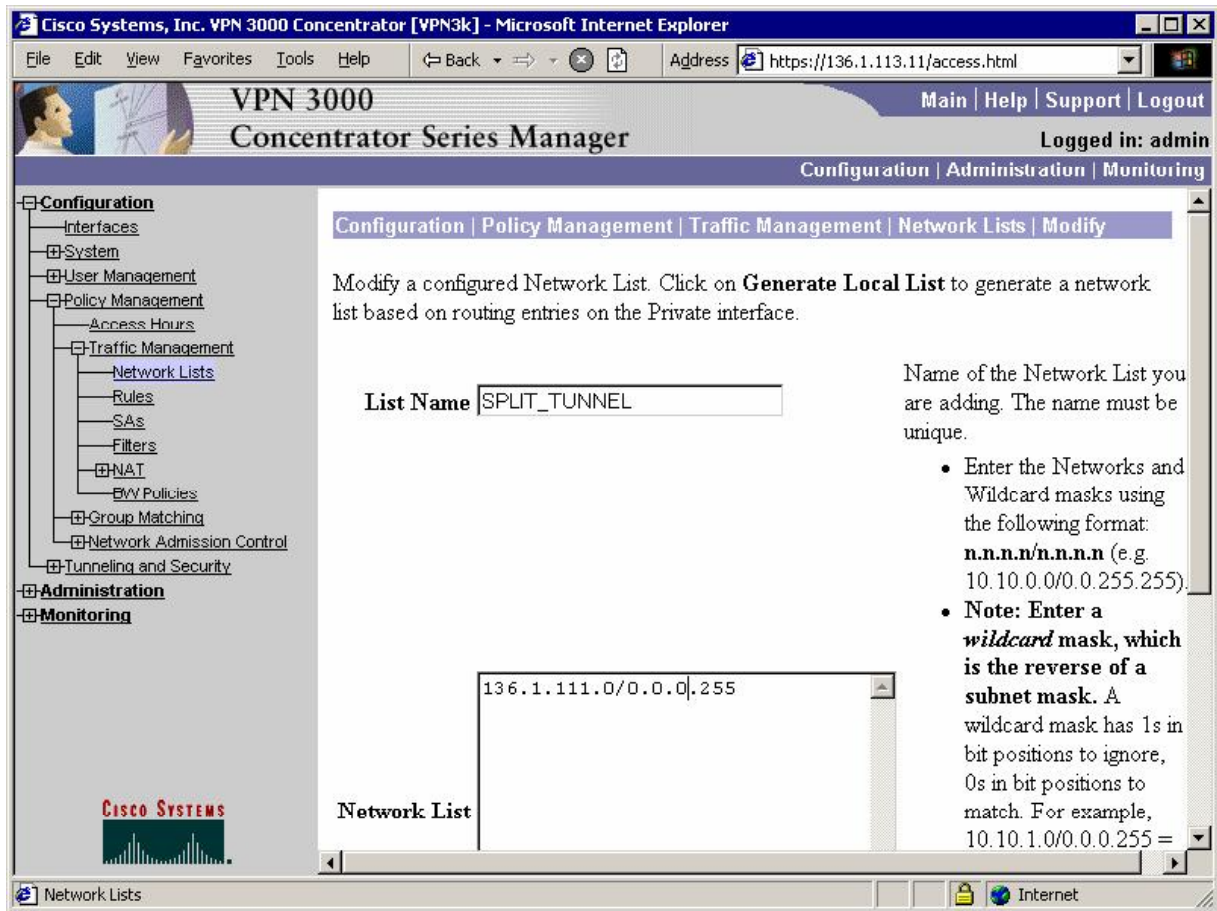 Cisco Systems, Inc. VPN 3000 Concentrator [VPN3k] - Microsoft Internet Explorer
File Edit View Favorites Tools Help Back Address https://136.1.113.11/access.html
VPN 3000
Concentrator Series Manager
Main | Help | Support | Logout
Logged in: admin
Configuration | Administration | Monitoring
Configuration
Interfaces
System
User Management
Policy Management
Access Hours
Traffic Management
Network Lists
Rules
SAs
Filters
NAT
BW Policies
Group Matching
Network Admission Control
Tunneling and Security
Administration
Monitoring
CISCO SYSTEMS
Configuration | Policy Management | Traffic Management | Network Lists | Modify
Modify a configured Network List. Click on Generate Local List to generate a network
list based on routing entries on the Private interface.
List Name SPLIT_TUNNEL
Name of the Network List you
are adding. The name must be
unique.
• Enter the Networks and
Wildcard masks using
the following format:
n.n.n.n/n.n.n.n (e.g.
10.10.0.0/0.0.255.255).
• Note: Enter a
wildcard mask, which
is the reverse of a
subnet mask. A
wildcard mask has 1s in
bit positions to ignore,
0s in bit positions to
match. For example,
10.10.1.0/0.0.0.255 =
Network List
136.1.111.0/0.0.0.255
Network Lists
Internet